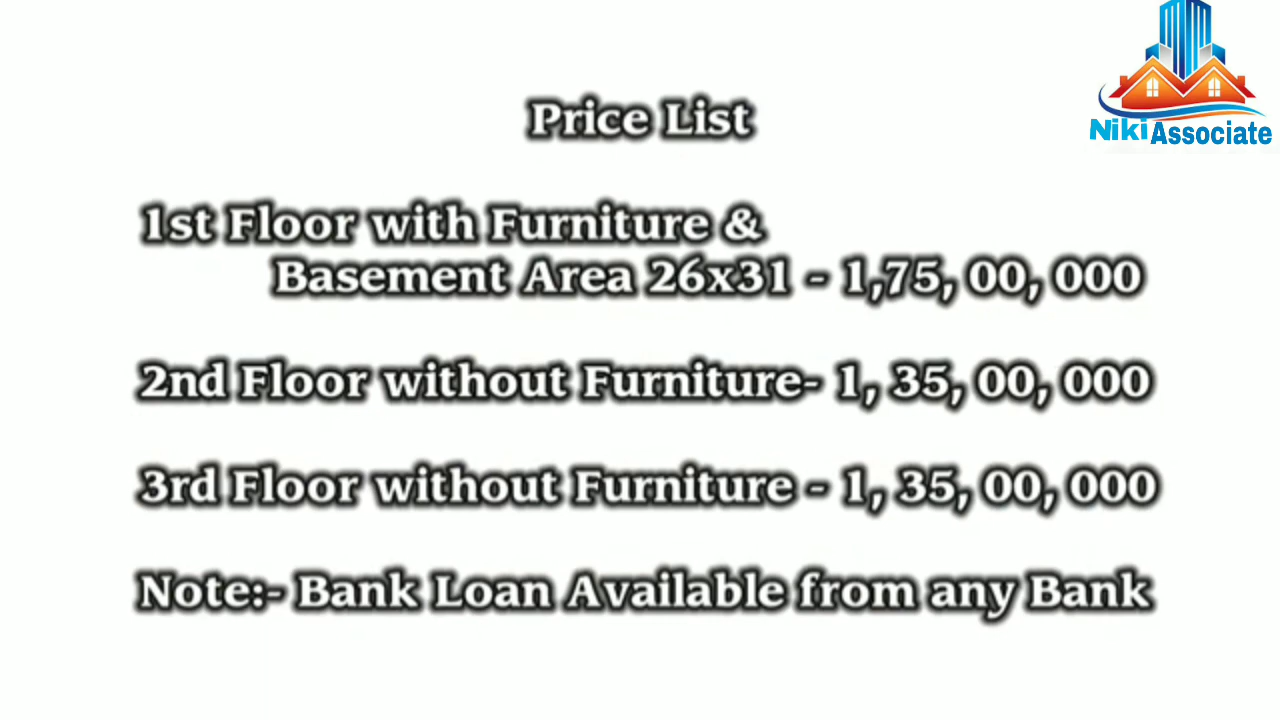 Niki Associate
Price List
1st Floor with Furniture &
Basement Area 26x31 - 1,75, 00, 000
2nd Floor without Furniture- 1, 35, 00, 000
3rd Floor without Furniture - 1, 35, 00, 000
Note:- Bank Loan Available from any Bank